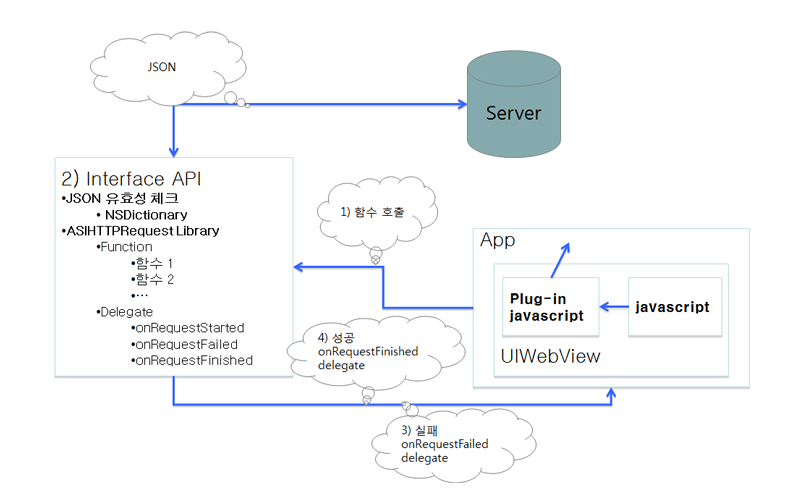 JSON
Server
2) Interface API
•JSON 유효성 체크
• NSDictionary
•ASIHTTPRequest Library
•Function
•함수 1
•함수 2
•…
•Delegate
•onRequestStarted
•onRequestFailed
•onRequestFinished
1) 함수 호출
App
Plug-in
javascript
javascript
UIWebView
4) 성공
onRequestFinished
delegate
3) 실패
onRequestFailed
delegate